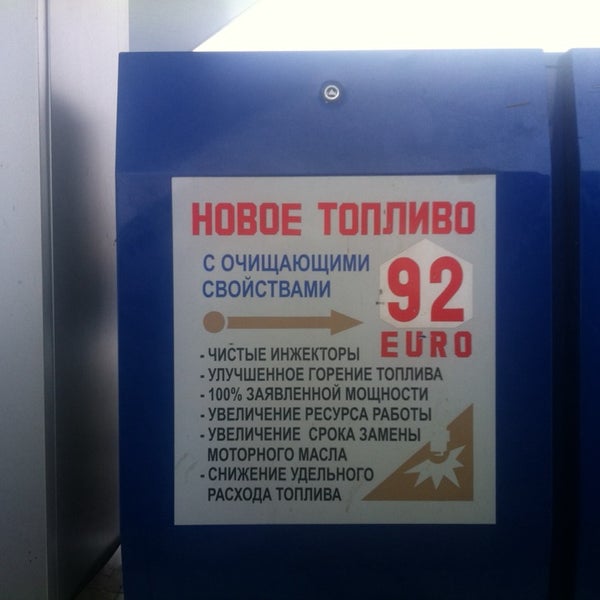 НОВОЕ ТОПЛИВО
С ОЧИЩАЮЩИМИ
СВОЙСТВАМИ
92
EURO
- ЧИСТЫЕ ИНЖЕКТОРЫ
- УЛУЧШЕННОЕ ГОРЕНИЕ ТОПЛИВА
- 100% ЗАЯВЛЕННОЙ МОЩНОСТИ
- УВЕЛИЧЕНИЕ РЕСУРСА РАБОТЫ
- УВЕЛИЧЕНИЕ СРОКА ЗАМЕНЫ
МОТОРНОГО МАСЛА
- СНИЖЕНИЕ УДЕЛЬНОГО
РАСХОДА ТОПЛИВА